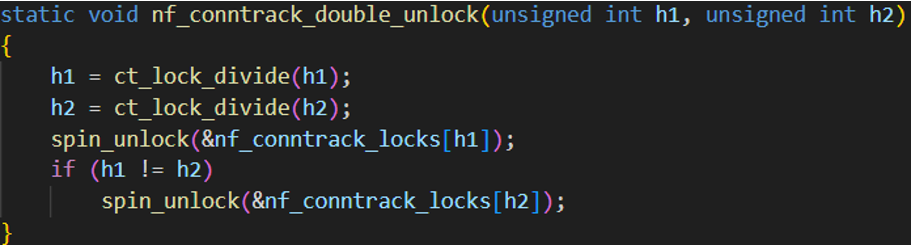 static void nf_conntrack_double_unlock(unsigned int h1, unsigned int h2)
{
    h1 = ct_lock_divide(h1);
    h2 = ct_lock_divide(h2);
    spin_unlock(&nf_conntrack_locks[h1]);
    if (h1 != h2)
        spin_unlock(&nf_conntrack_locks[h2]);
}